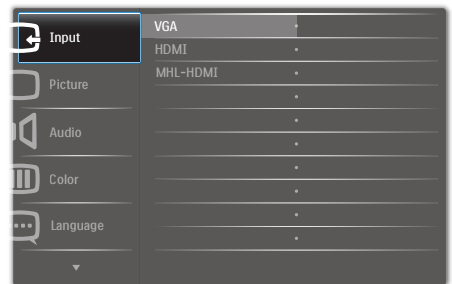 Input
Picture
Audio
Color
Language
VGA
HDMI
MHL-HDMI